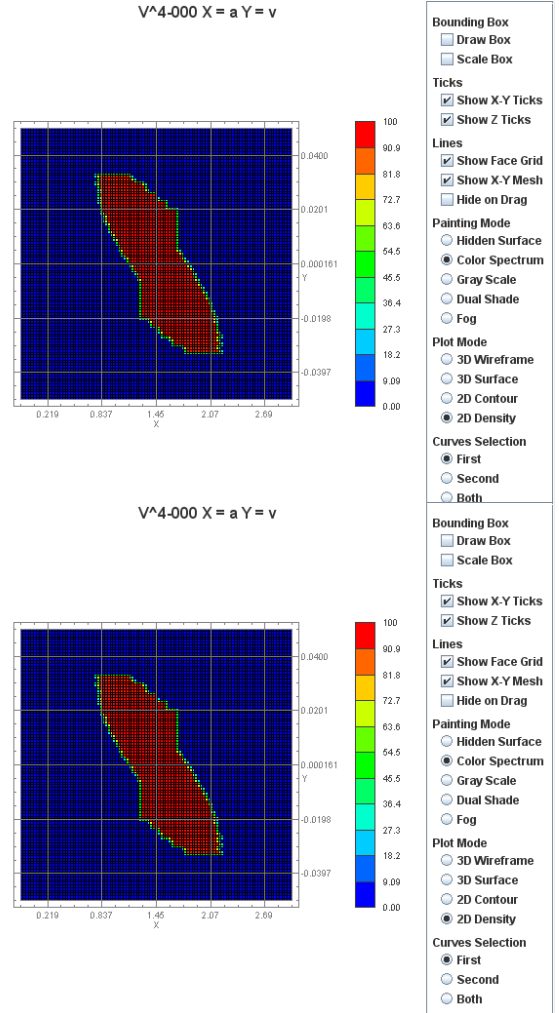 V^4-000 X = a Y = v
100
90.9
81.8
72.7
63.6
54.5
45.5
36.4
27.3
18.2
9.09
0.00
0.0400
0.0201
0.000161
Y
-0.0198
-0.0397
0.219
0.837
1.45
2.07
2.69
X
Bounding Box
Draw Box
Scale Box
Ticks
Show X-Y Ticks
Show Z Ticks
Lines
Show Face Grid
Show X-Y Mesh
Hide on Drag
Painting Mode
Hidden Surface
Color Spectrum
Gray Scale
Dual Shade
Fog
Plot Mode
3D Wireframe
3D Surface
2D Contour
2D Density
Curves Selection
First
Second
Both
V^4-000 X = a Y = v
100
90.9
81.8
72.7
63.6
54.5
45.5
36.4
27.3
18.2
9.09
0.00
0.0400
0.0201
0.000161
Y
-0.0198
-0.0397
0.219
0.837
1.45
2.07
2.69
X
Bounding Box
Draw Box
Scale Box
Ticks
Show X-Y Ticks
Show Z Ticks
Lines
Show Face Grid
Show X-Y Mesh
Hide on Drag
Painting Mode
Hidden Surface
Color Spectrum
Gray Scale
Dual Shade
Fog
Plot Mode
3D Wireframe
3D Surface
2D Contour
2D Density
Curves Selection
First
Second
Both